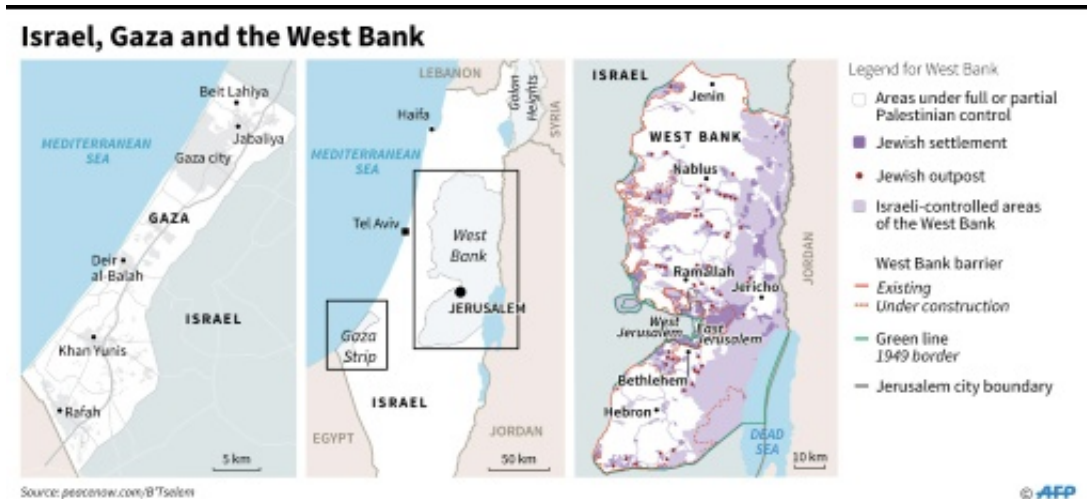 Israel, Gaza and the West Bank
Beit Lahiya
Jabaliya
MEDITERRANEAN
SEA
Gaza city
GAZA
Deir
al-Balah
ISRAEL
Khan Yunis
Rafah
5 km
LEBANON
Golan
Heights
SYRIA
Haifa
MEDITERRANEAN
SEA
Tel Aviv
West
Bank
JERUSALEM
Gaza
Strip
ISRAEL
EGYPT
JORDAN
50 km
ISRAEL
Jenin
WEST BANK
Nablus
Ramallah
Jericho
JORDAN
West
Jerusalem
East
Jerusalem
Bethlehem
Hebron
DEAD
SEA
10 km
Legend for West Bank
Areas under full or partial
Palestinian control
Jewish settlement
Jewish outpost
Israeli-controlled areas
of the West Bank
West Bank barrier
Existing
Under construction
Green line
1949 border
Jerusalem city boundary
Source: peacenow.com/B'Tselem
© AFP